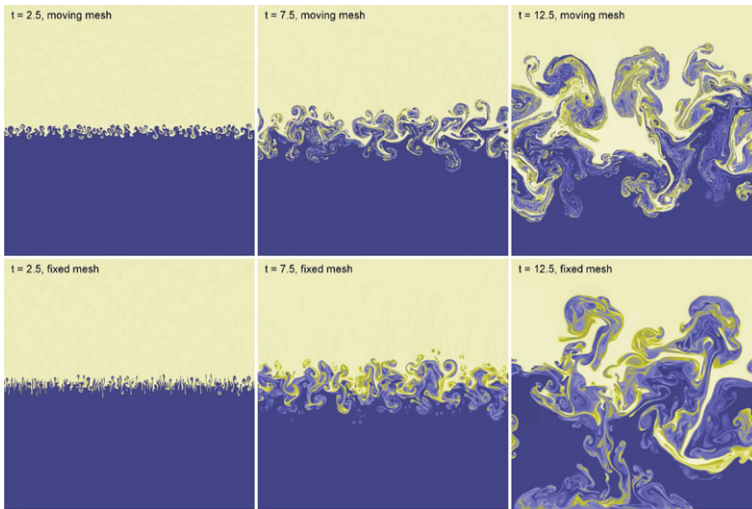 t = 2.5, moving mesh
t = 7.5, moving mesh
t = 12.5, moving mesh
t = 2.5, fixed mesh
t = 7.5, fixed mesh
t = 12.5, fixed mesh